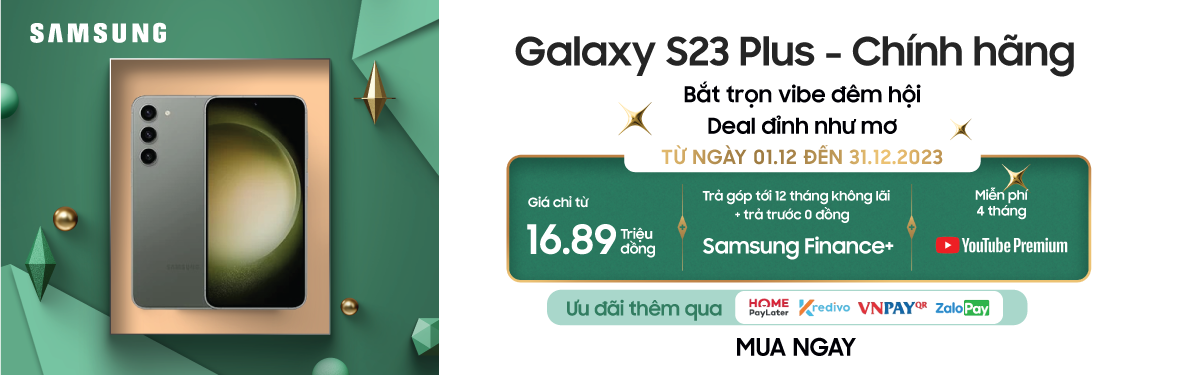 SAMSUNG
Galaxy S23 Plus - Chính hãng
Bắt trọn vibe đêm hội
Deal đỉnh như mơ
TỪ NGÀY 01.12 ĐẾN 31.12.2023
Giá chỉ từ
16.89 Triệu đồng
Trả góp tới 12 tháng không lãi
+ trả trước 0 đồng
Samsung Finance+
Miễn phí
4 tháng
YouTube Premium
Ưu đãi thêm qua
HOME
PayLater
Kredivo
VNPAYQR
ZaloPay
MUA NGAY
SAMSUNG